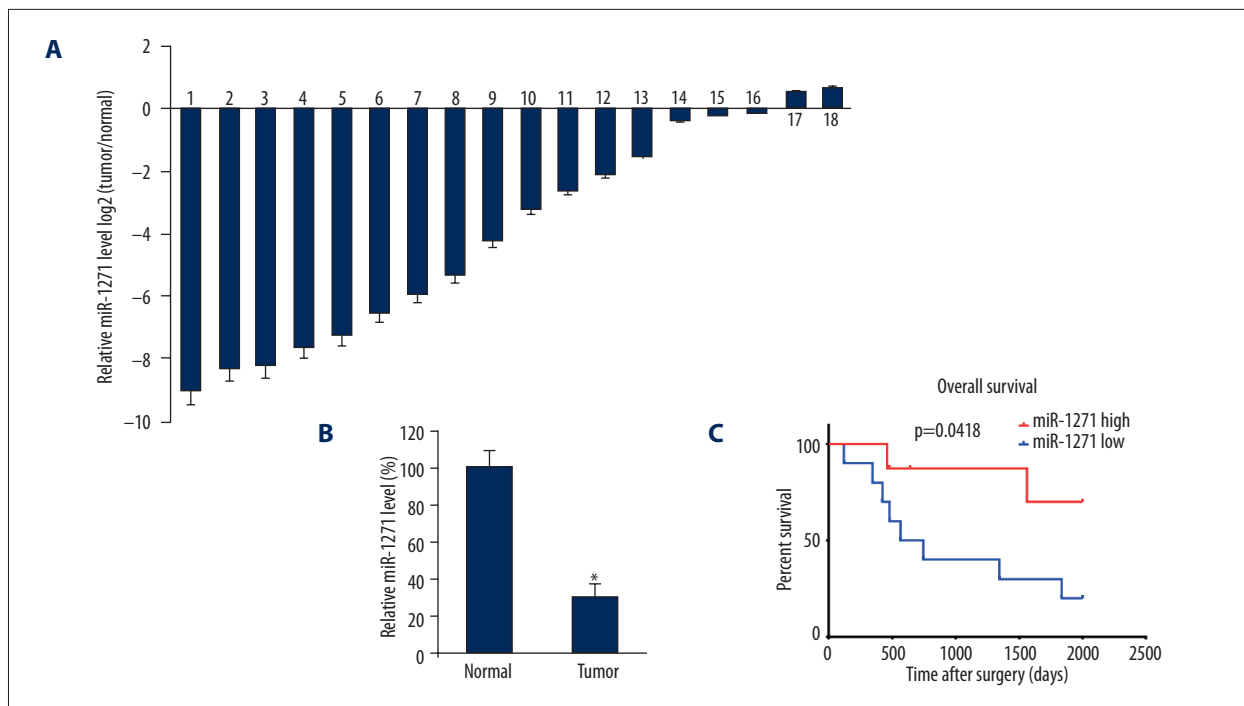 A
Relative miR-1271 level log2 (tumor/normal)
2
0
−2
−4
−6
−8
−10
1 2 3 4 5 6 7 8 9 10 11 12 13 14 15 16
17 18
B
Relative miR-1271 level (%)
120
100
80
60
40
20
0
*
Normal Tumor
C
Overall survival
p=0.0418
miR-1271 high
miR-1271 low
Percent survival
100
50
0
0 500 1000 1500 2000 2500
Time after surgery (days)